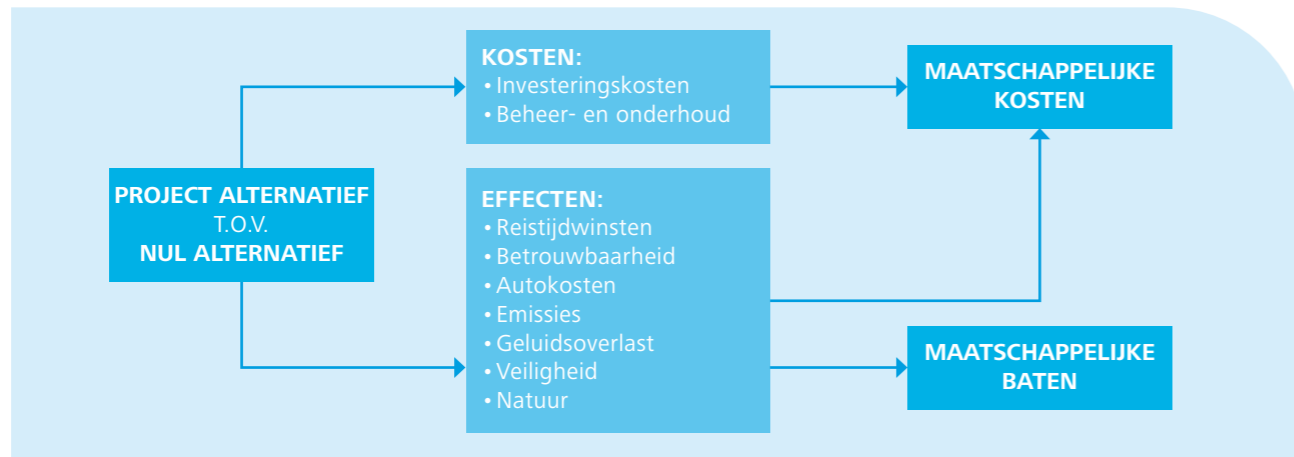 PROJECT ALTERNATIEF
T.O.V.
NUL ALTERNATIEF
KOSTEN:
• Investeringskosten
• Beheer- en onderhoud
EFFECTEN:
• Reistijdwinsten
• Betrouwbaarheid
• Autokosten
• Emissies
• Geluidsoverlast
• Veiligheid
• Natuur
MAATSCHAPPELIJKE
KOSTEN
MAATSCHAPPELIJKE
BATEN